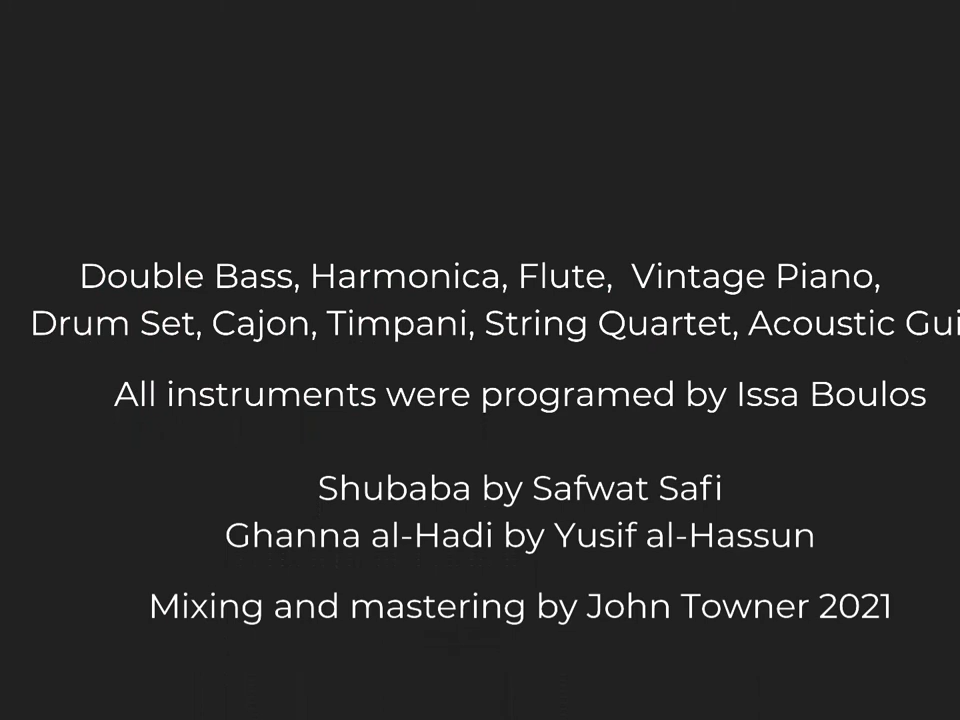 Double Bass, Harmonica, Flute, Vintage Piano,
Drum Set, Cajon, Timpani, String Quartet, Acoustic
All instruments were programed by Issa Boulos
Shubaba by Safwat Safi
Ghanna al-Hadi by Yusif al-Hassun
Mixing and mastering by John Towner 2021